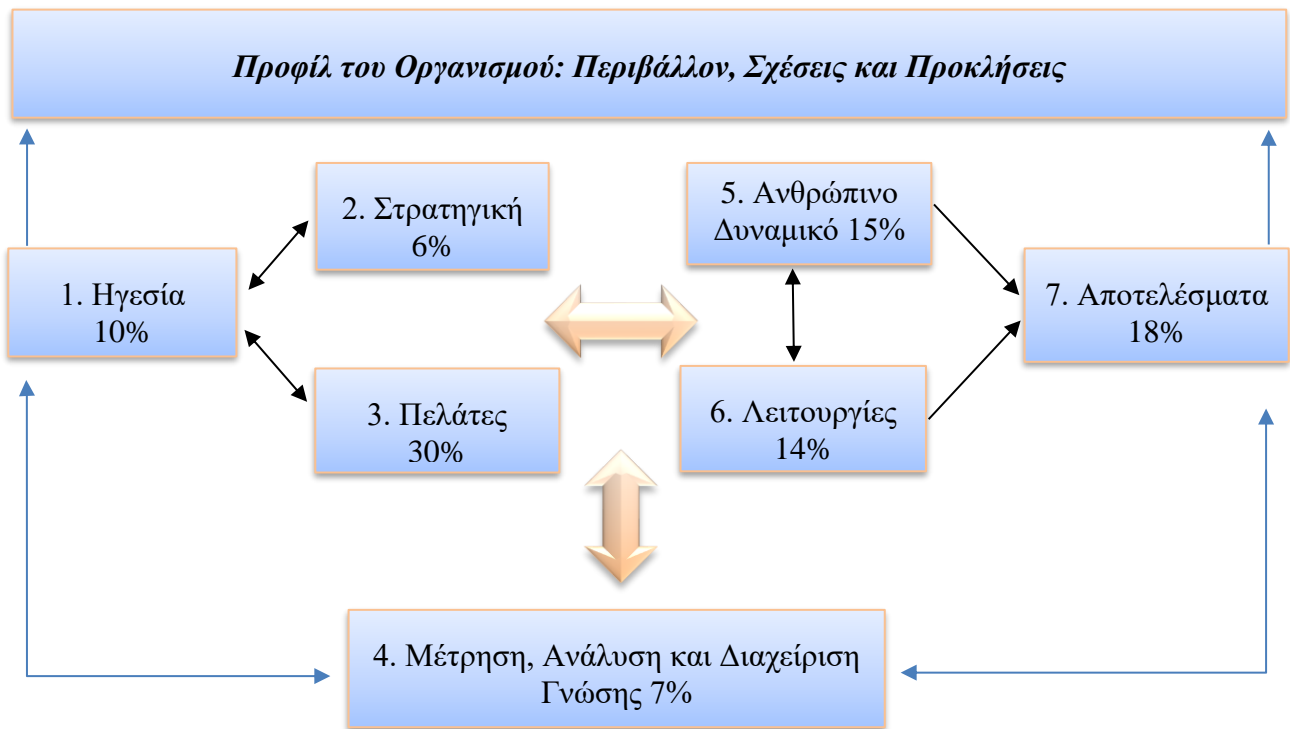 Προφίλ του Οργανισμού: Περιβάλλον, Σχέσεις και Προκλήσεις
1. Ηγεσία
10%
2. Στρατηγική
6%
3. Πελάτες
30%
4. Μέτρηση, Ανάλυση και Διαχείριση
Γνώσης 7%
5. Ανθρώπινο
Δυναμικό 15%
6. Λειτουργίες
14%
7. Αποτελέσματα
18%